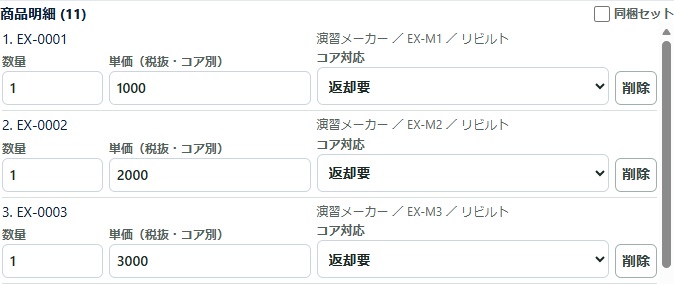 商品明細 (11) 同梱セット
1. EX-0001 演習メーカー ／ EX-M1 ／ リビルト
数量 単価（税抜・コア別） コア対応
1 1000 返却要 削除
2. EX-0002 演習メーカー ／ EX-M2 ／ リビルト
数量 単価（税抜・コア別） コア対応
1 2000 返却要 削除
3. EX-0003 演習メーカー ／ EX-M3 ／ リビルト
数量 単価（税抜・コア別） コア対応
1 3000 返却要 削除